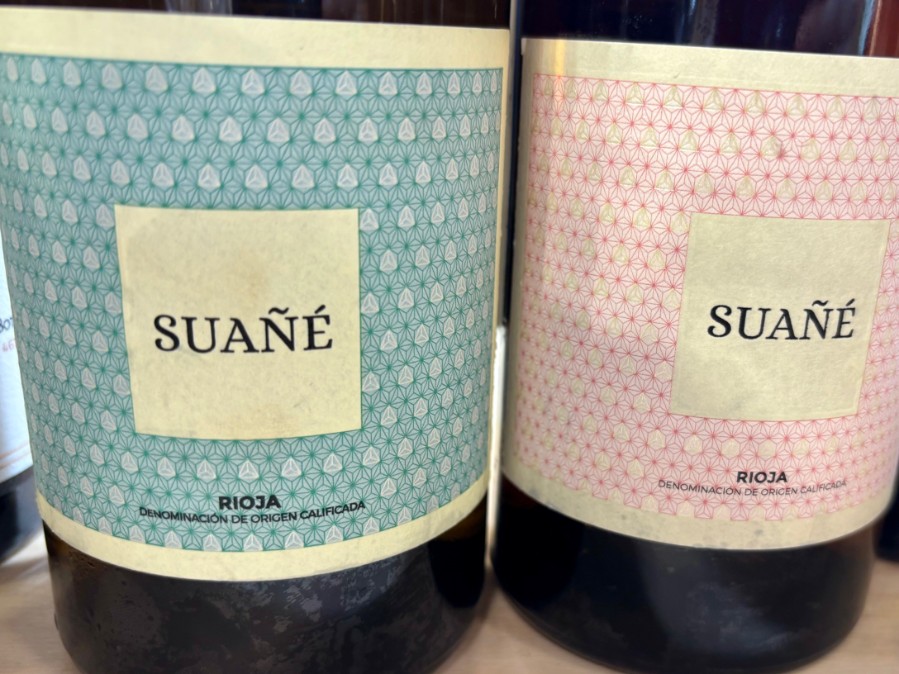 SUAÑÉ
RIOJA
DENOMINACIÓN DE ORIGEN CALIFICADA
SUAÑÉ
RIOJA
DENOMINACIÓN DE ORIGEN CALIFICADA